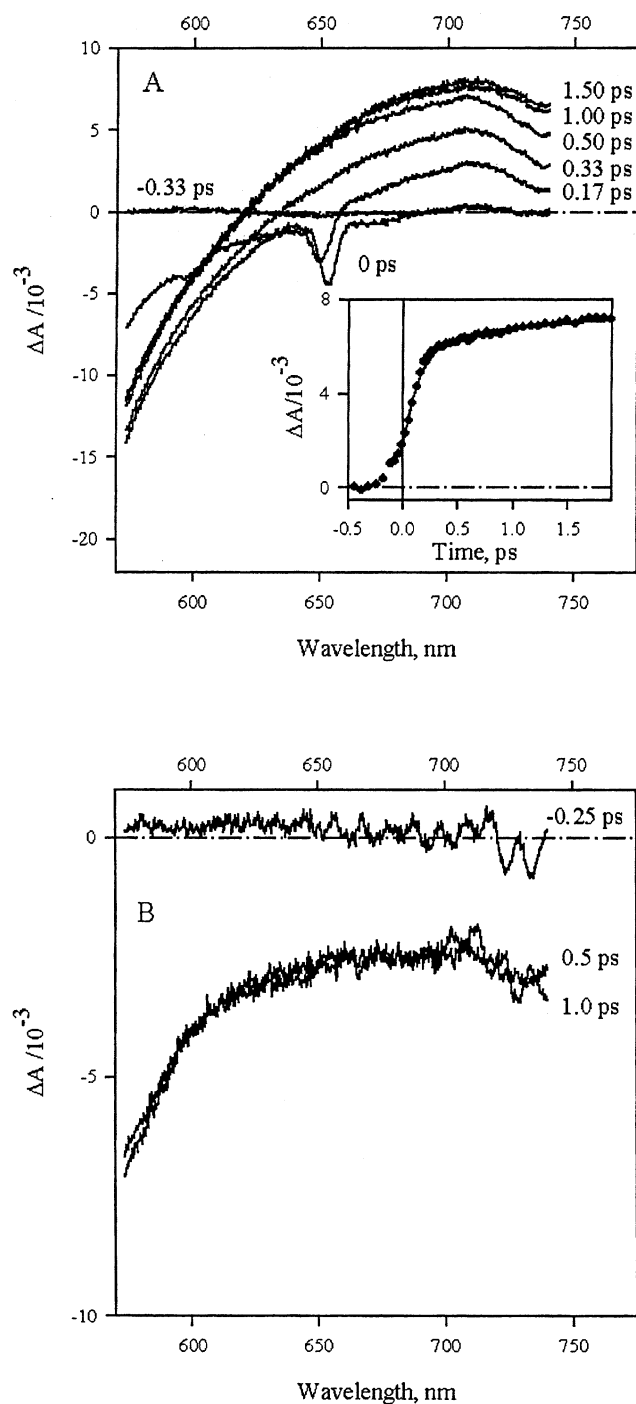 600 650 700 750
10
A
5
1.50 ps
1.00 ps
0.50 ps
0.33 ps
0.17 ps
-0.33 ps
0
0 ps
-5
-10
-15
-20
ΔA /10⁻³
8
4
0
ΔA/10⁻³
-0.5 0.0 0.5 1.0 1.5
Time, ps
600 650 700 750
Wavelength, nm
600 650 700 750
-0.25 ps
0
B
0.5 ps
1.0 ps
-5
-10
ΔA /10⁻³
600 650 700 750
Wavelength, nm